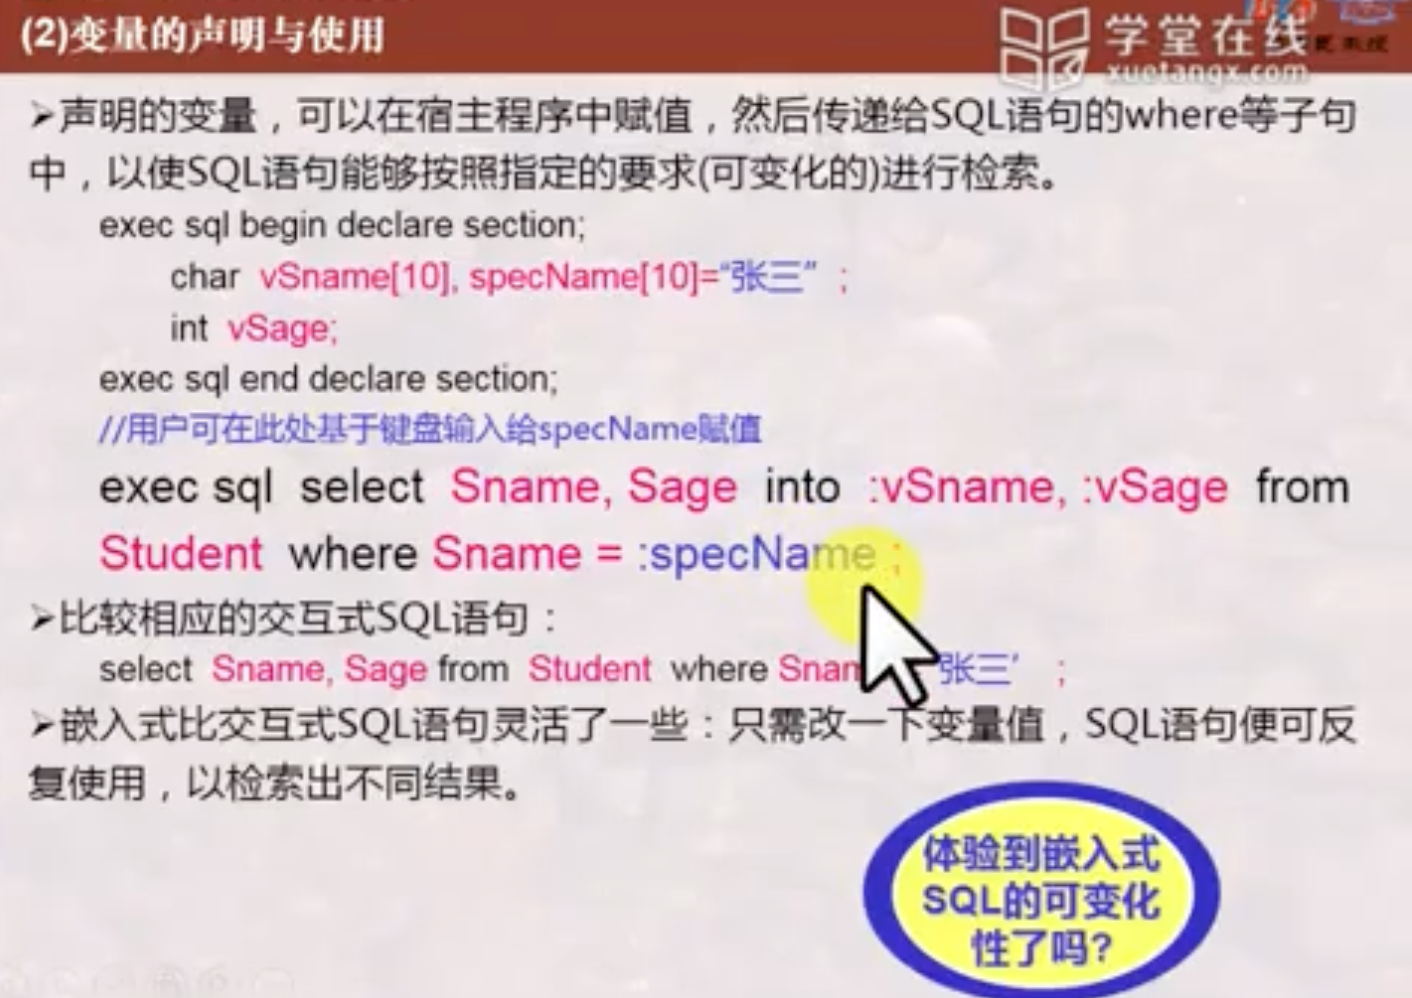 (2)变量的声明与使用
学堂在线
xuetangx.com
➢声明的变量，可以在宿主程序中赋值，然后传递给SQL语句的where等子句
中，以使SQL语句能够按照指定的要求(可变化的)进行检索。
exec sql begin declare section;
char vSname[10], specName[10]=“张三” ;
int vSage;
exec sql end declare section;
//用户可在此处基于键盘输入给specName赋值
exec sql select Sname, Sage into :vSname, :vSage from
Student where Sname = :specName ;
➢比较相应的交互式SQL语句：
select Sname, Sage from Student where 张三’ ;
➢嵌入式比交互式SQL语句灵活了一些：只需改一下变量值，SQL语句便可反
复使用，以检索出不同结果。
体验到嵌入式
SQL的可变化
性了吗?